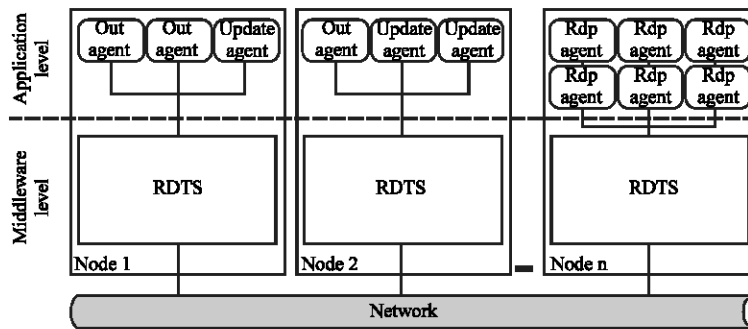 Application
level
Out
agent
Out
agent
Update
agent
Out
agent
Update
agent
Update
agent
Rdp
agent
Rdp
agent
Rdp
agent
Rdp
agent
Rdp
agent
Rdp
agent
Middleware
level
RDTS
RDTS
RDTS
Node 1
Node 2
Node n
Network